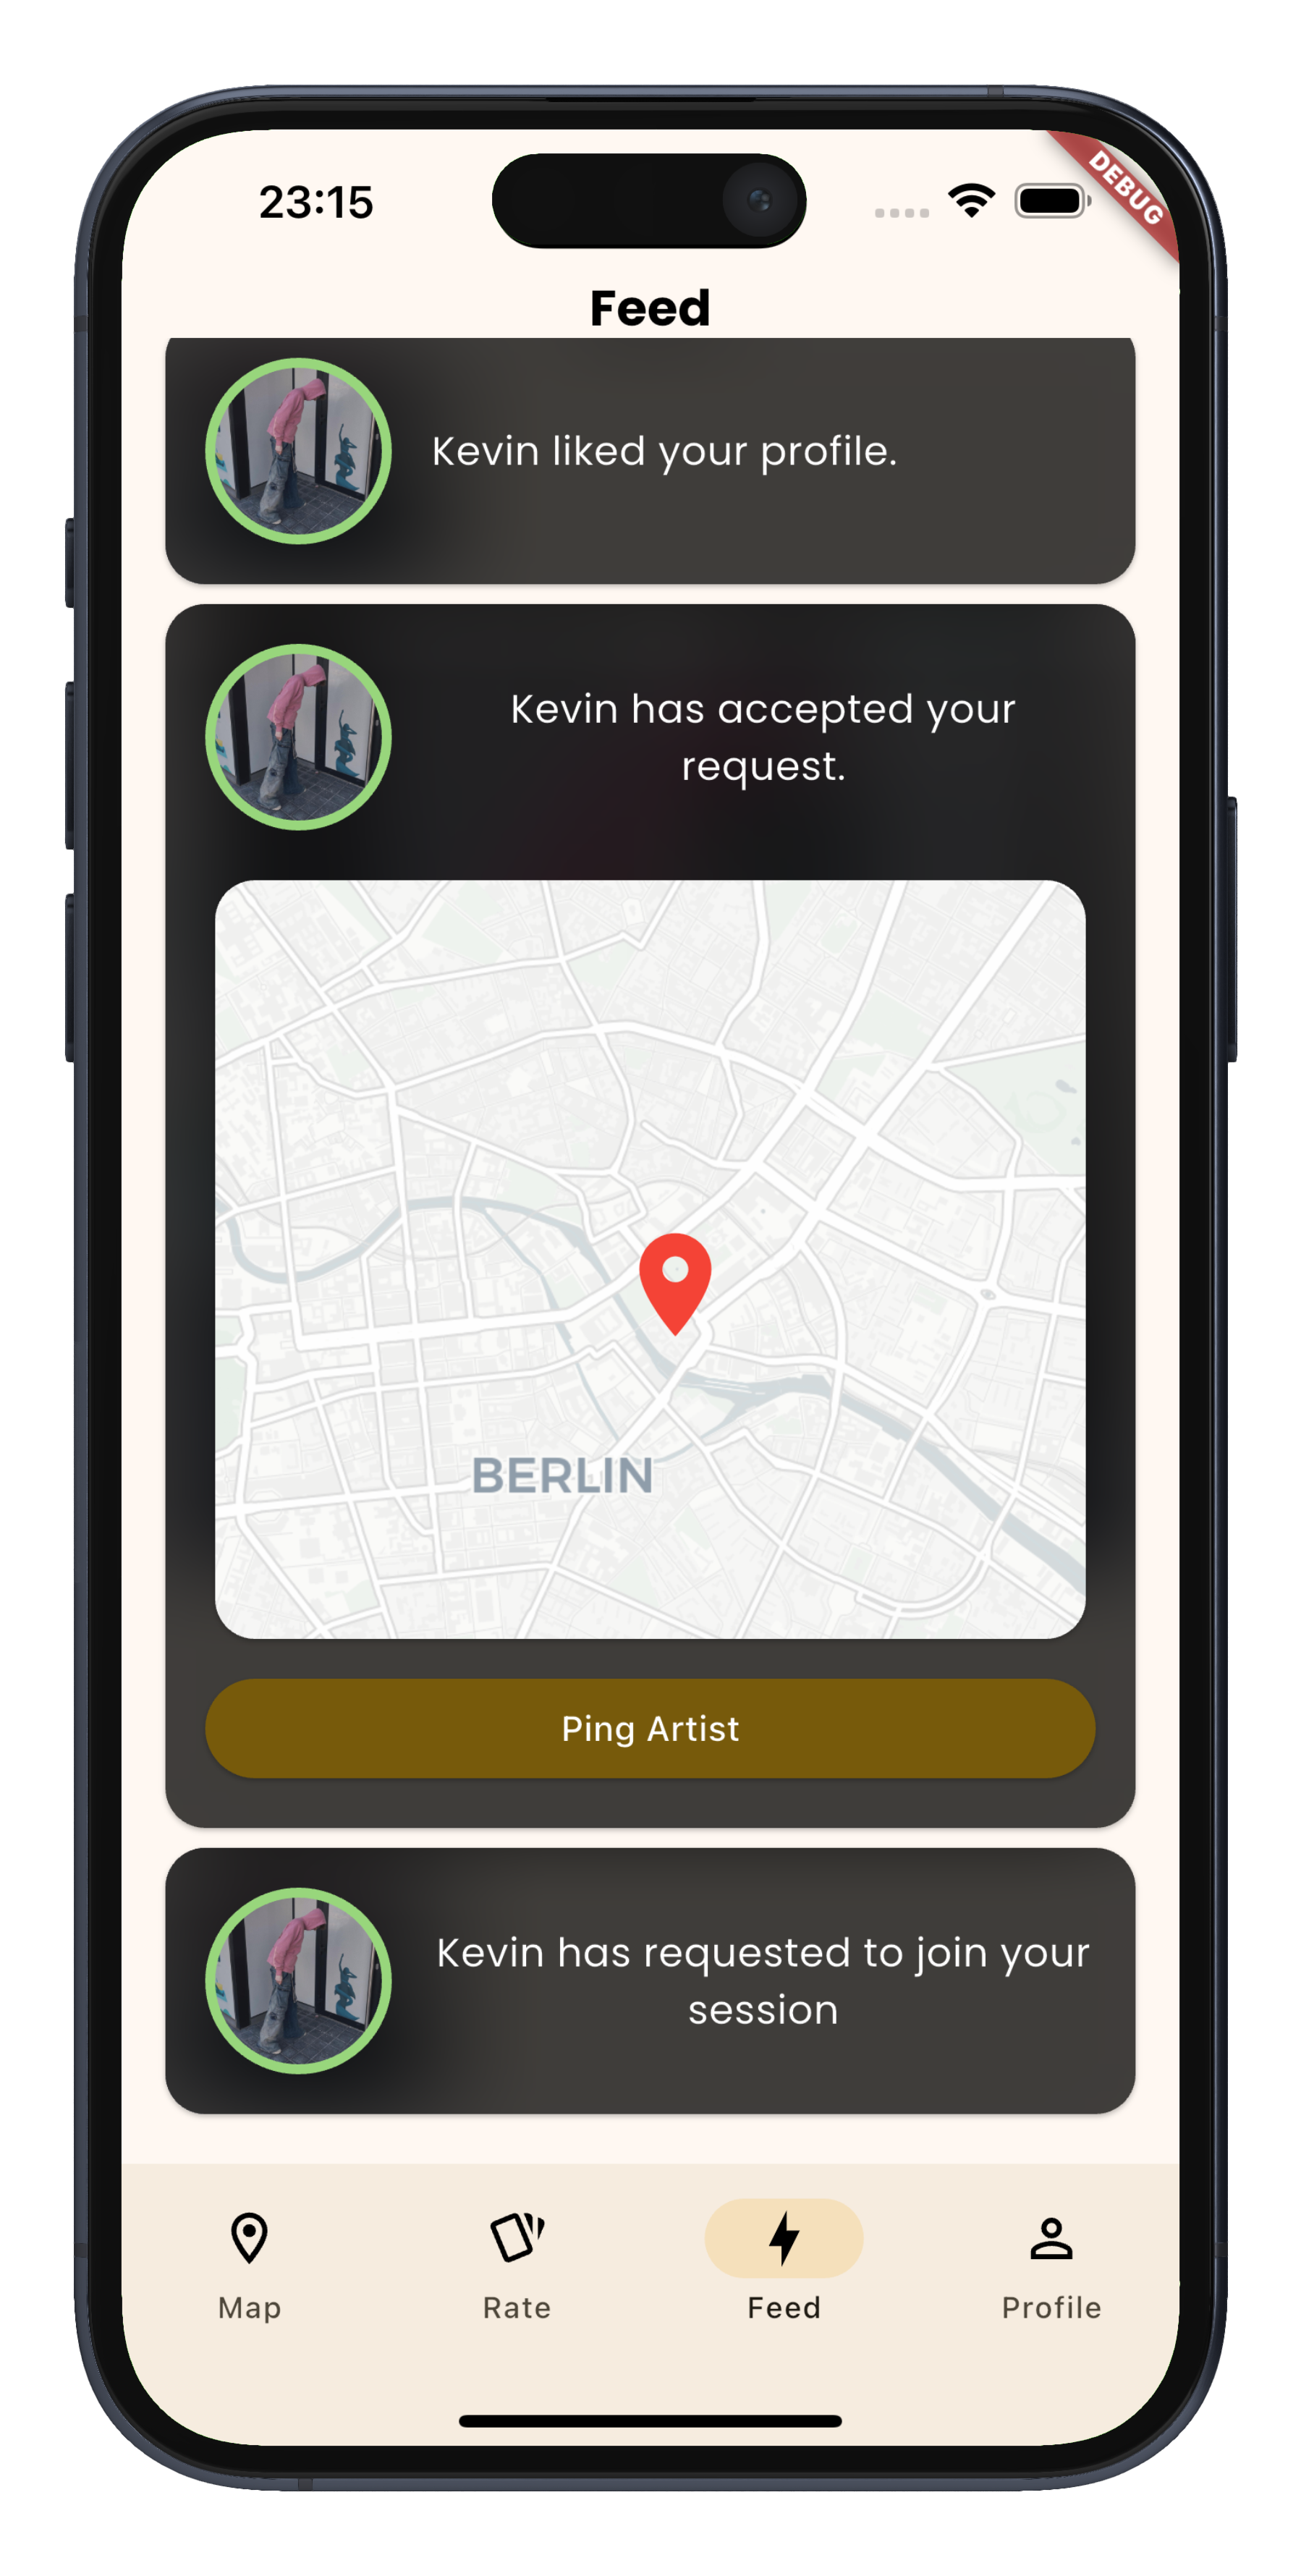 23:15
DEBUG
Feed
Kevin liked your profile.
Kevin has accepted your
request.
BERLIN
Ping Artist
Kevin has requested to join your
session
Map
Rate
Feed
Profile